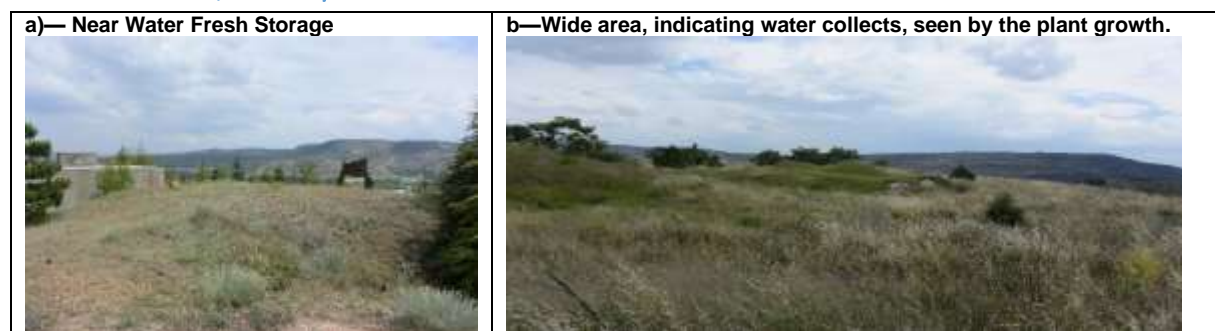 a)— Near Water Fresh Storage
b—Wide area, indicating water collects, seen by the plant growth.